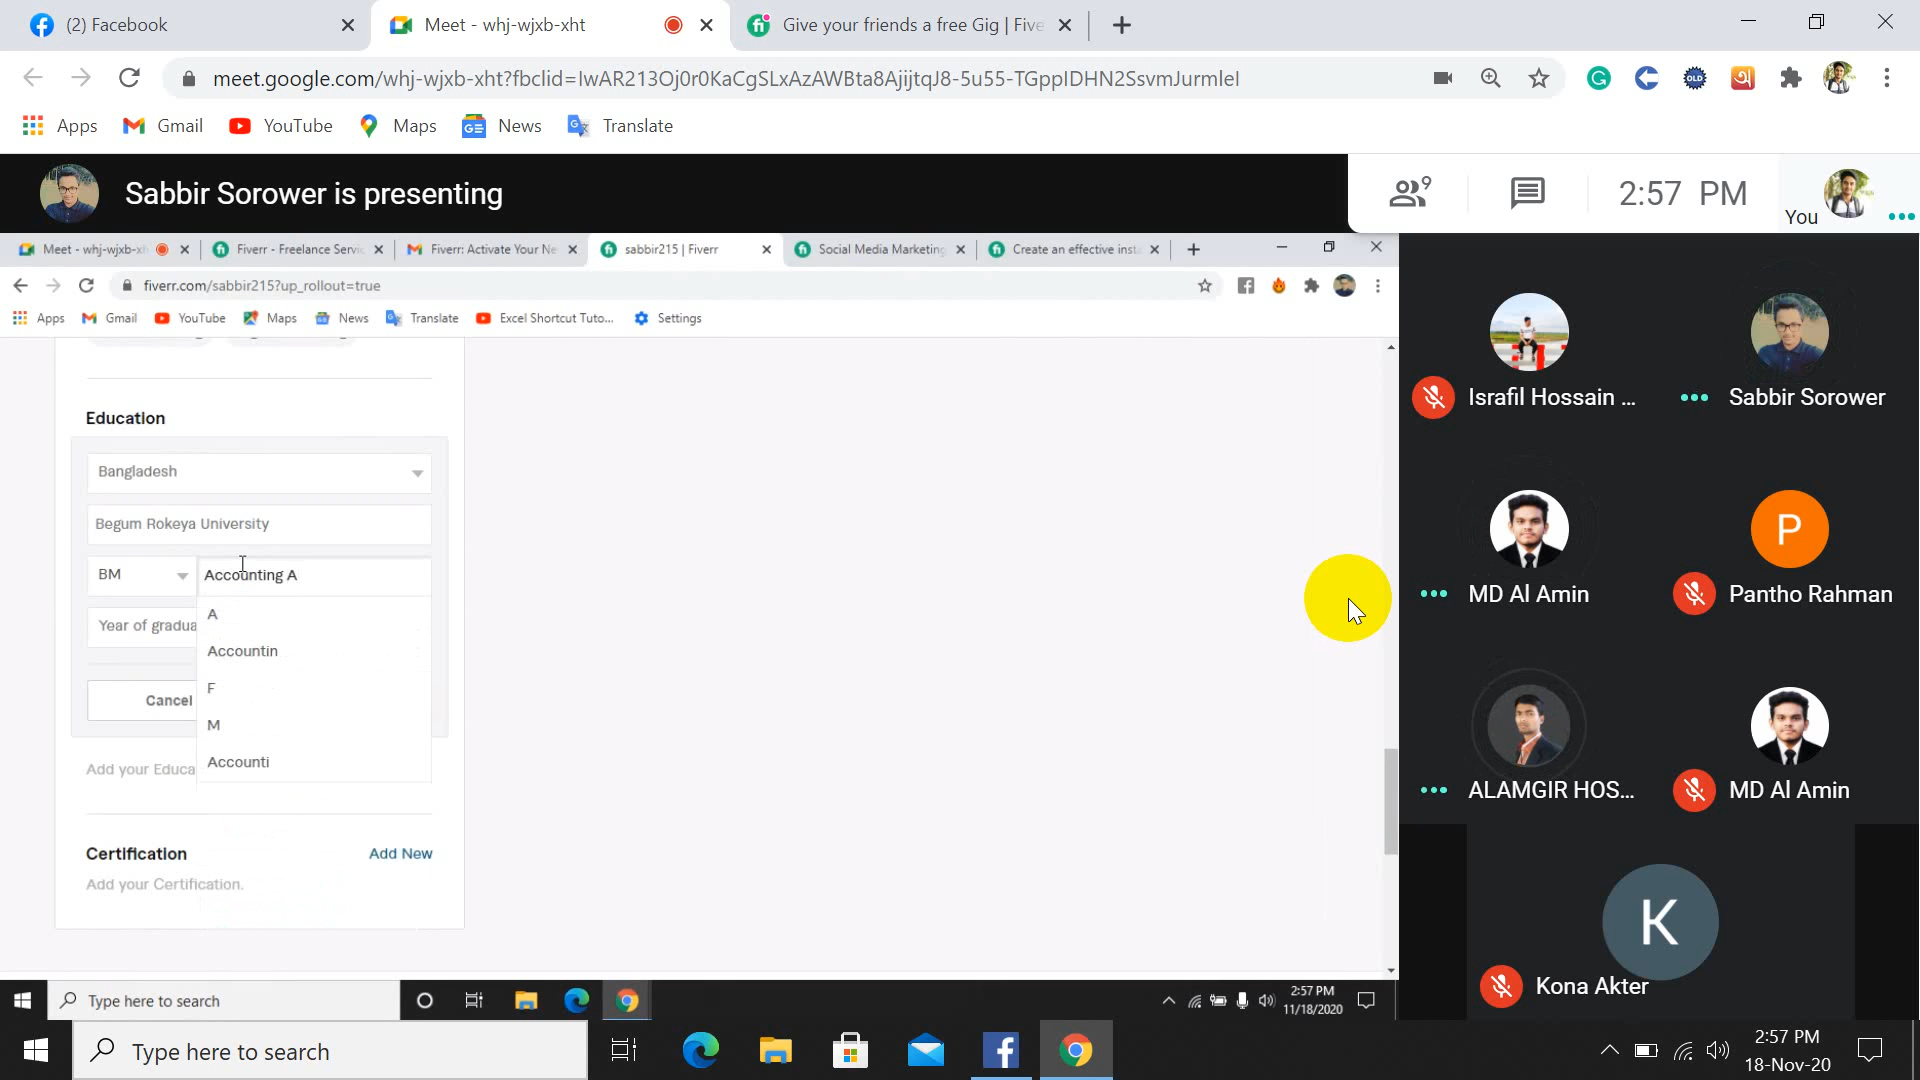 (2) Facebook
Meet - whj-wjxb-xht
Give your friends a free Gig | Five
meet.google.com/whj-wjxb-xht?fbclid=IwAR213Oj0r0KaCgSLxAzAWBta8AjijtqJ8-5u55-TGppIDHN2SsvmJurmleI
OLD
অ
Apps
Gmail
YouTube
Maps
News
Translate
Sabbir Sorower is presenting
9
2:57 PM
You
Meet - whj-wjxb-xh
Fiverr - Freelance Servic
Fiverr: Activate Your Ne
sabbir215 | Fiverr
Social Media Marketing
Create an effective inst
fiverr.com/sabbir215?up_rollout=true
Apps
Gmail
YouTube
Maps
News
Translate
Excel Shortcut Tuto...
Settings
Education
Bangladesh
Begum Rokeya University
BM
Accounting A
A
Year of gradua
Accountin
F
Cancel
M
Accounti
Add your Educa
Certification
Add New
Add your Certification.
Israfil Hossain ...
Sabbir Sorower
MD Al Amin
P
Pantho Rahman
ALAMGIR HOS...
MD Al Amin
K
Kona Akter
Type here to search
2:57 PM
11/18/2020
Type here to search
2:57 PM
18-Nov-20